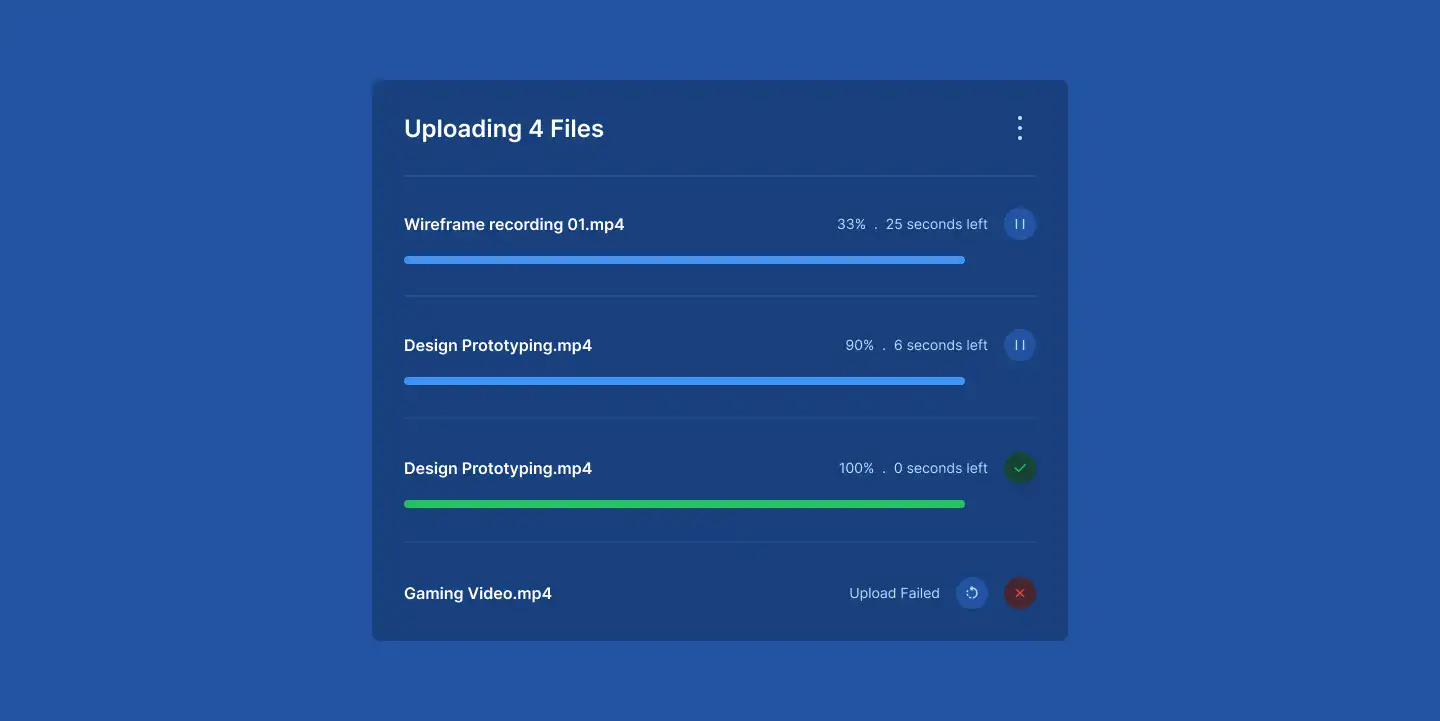 Uploading 4 Files
Wireframe recording 01.mp4 33% . 25 seconds left
Design Prototyping.mp4 90% . 6 seconds left
Design Prototyping.mp4 100% . 0 seconds left
Gaming Video.mp4 Upload Failed